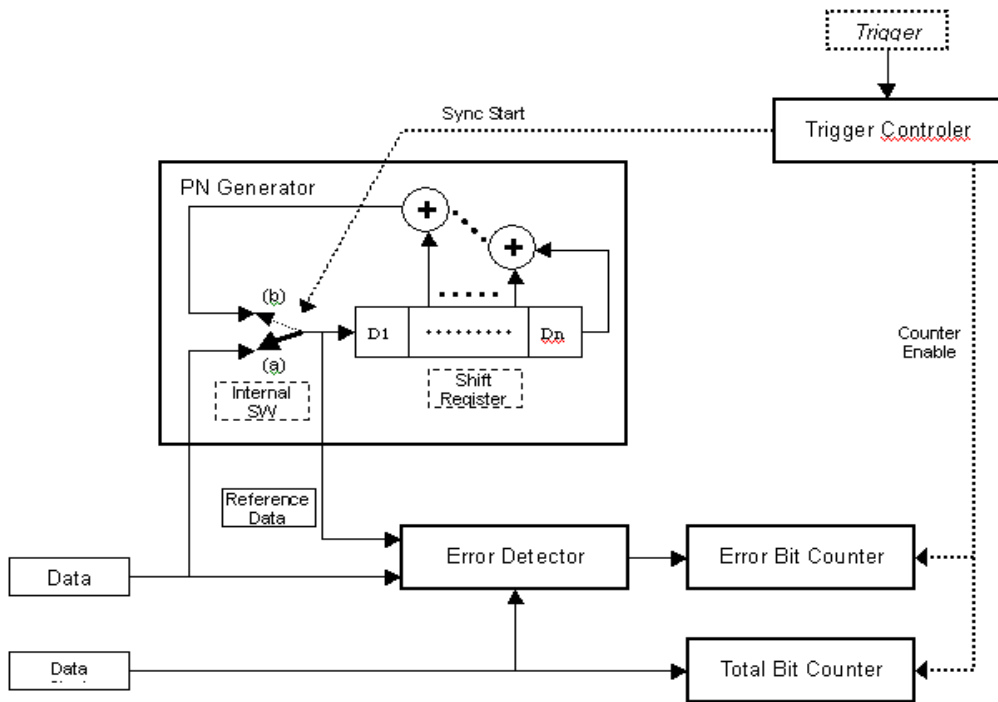 Trigger
Trigger Controler
Sync Start
PN Generator
+
+
(b)
D1
Dn
(a)
Internal
SW
Shift
Register
Counter
Enable
Reference
Data
Error Detector
Error Bit Counter
Data
Data
Total Bit Counter